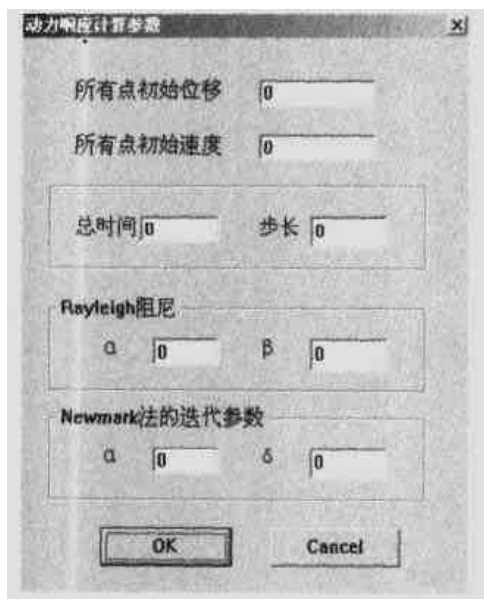 动力响应计算参数
所有点初始位移 0
所有点初始速度 0
总时间 0 步长 0
Rayleigh阻尼
α 0 β 0
Newmark法的迭代参数
α 0 δ 0
OK Cancel